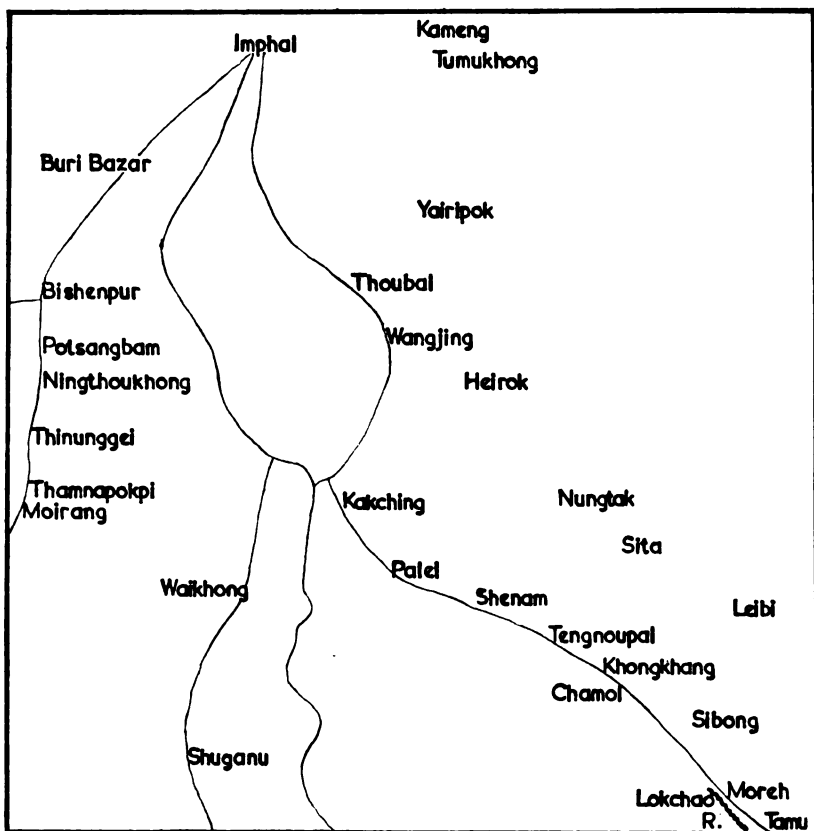 Kameng
Imphal
Tumukhong
Buri Bazar
Yairipok
Thoubal
Bishenpur
Wangjing
Potsangbam
Ningthoukhong
Heirok
Thinunggei
Thamnapokpi
Kakching
Nungtak
Moirang
Sita
Palel
Waikhong
Shenam
Leibi
Tengnoupal
Khongkhang
Chamol
Sibong
Shuganu
Moreh
Lokchao
R.
Tamu